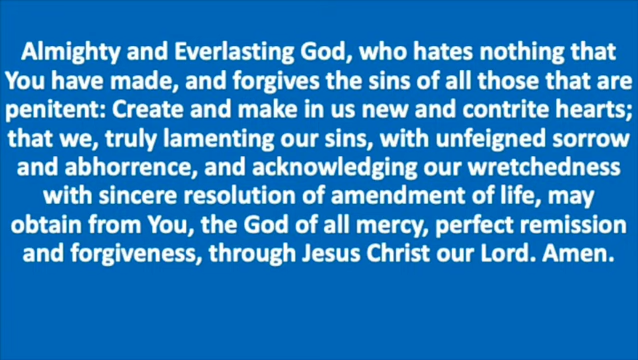 Almighty and Everlasting God, who hates nothing that
You have made, and forgives the sins of all those that are
penitent: Create and make in us new and contrite hearts;
that we, truly lamenting our sins, with unfeigned sorrow
and abhorrence, and acknowledging our wretchedness
with sincere resolution of amendment of life, may
obtain from You, the God of all mercy, perfect remission
and forgiveness, through Jesus Christ our Lord. Amen.